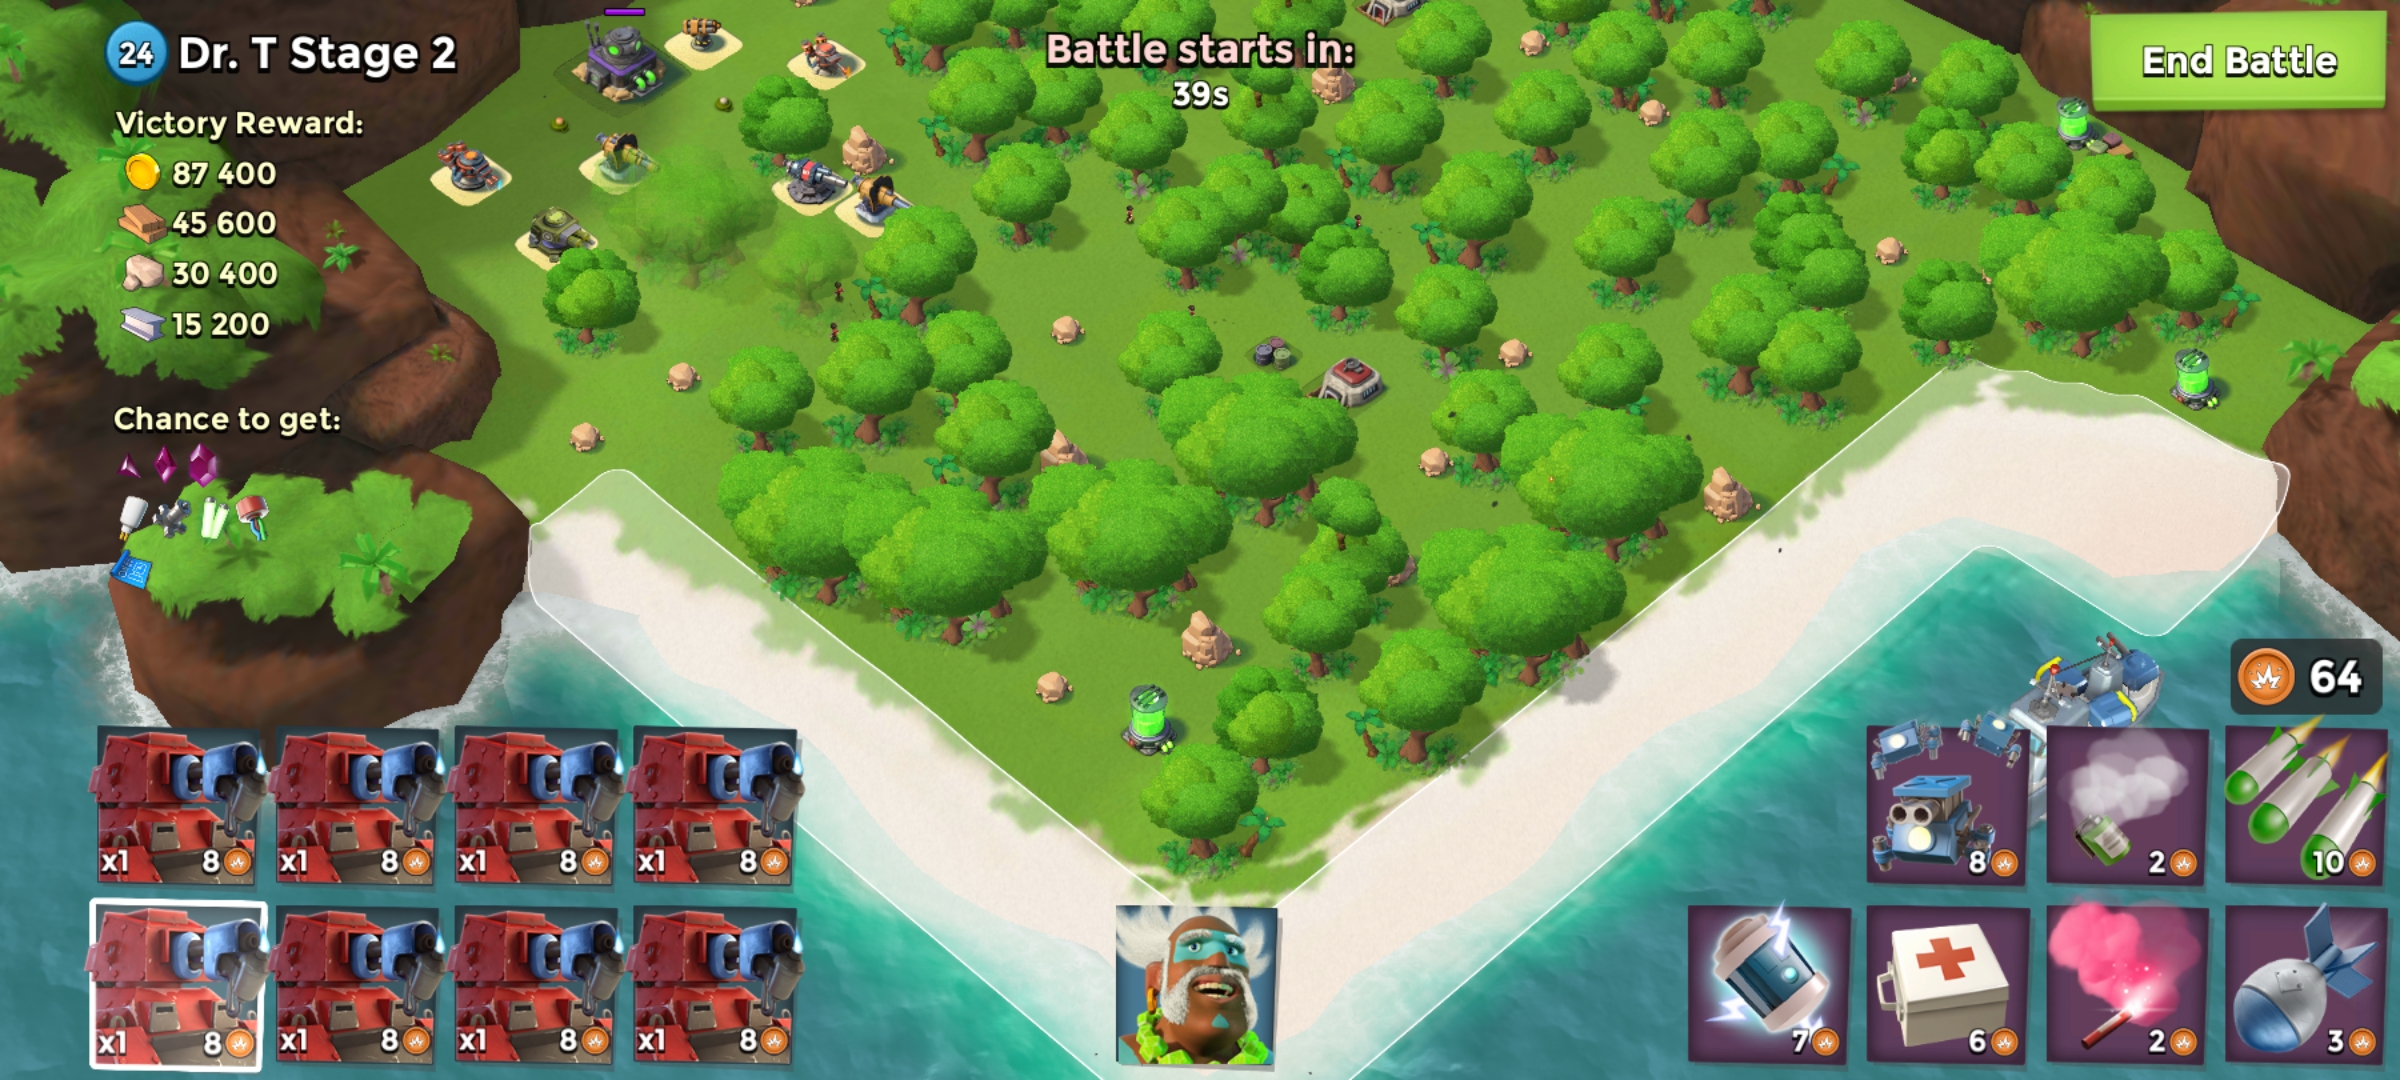 24 Dr. T Stage 2
Battle starts in:
39s
End Battle
Victory Reward:
87 400
45 600
30 400
15 200
Chance to get:
64
x1 8 x1 8 x1 8 x1 8
8 2 10
x1 8 x1 8 x1 8 x1 8
7 6 2 3